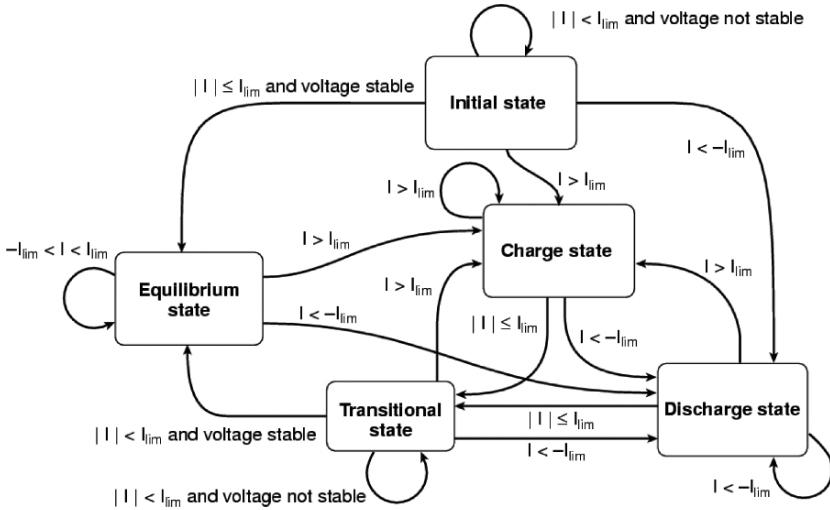 | I | < Ilim and voltage not stable
| I | ≤ Ilim and voltage stable
Initial state
I < −Ilim
I > Ilim
I > Ilim
−Ilim < I < Ilim
I > Ilim
Charge state
I > Ilim
Equilibrium
state
I > Ilim
I < −Ilim
| I | ≤ Ilim
I < −Ilim
Transitional
state
Discharge state
| I | ≤ Ilim
| I | < Ilim and voltage stable
I < −Ilim
| I | < Ilim and voltage not stable
I < −Ilim